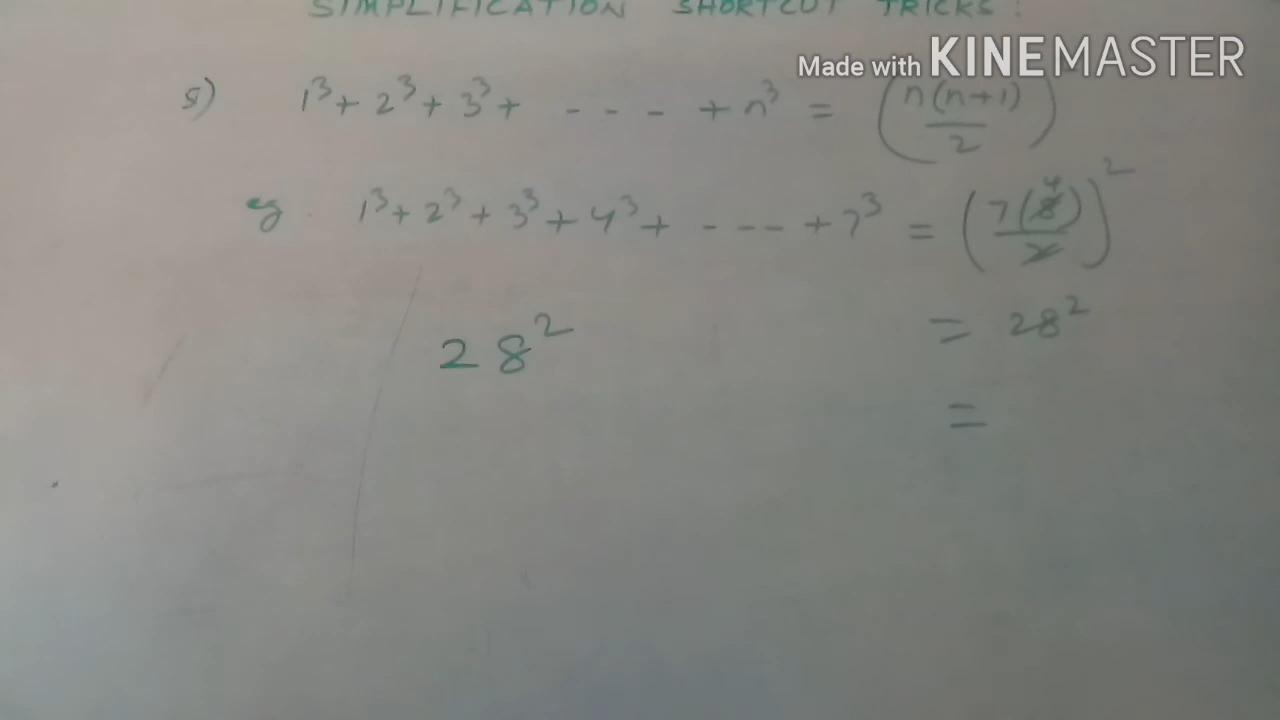 SIMPLIFICATION SHORTCUT TRICKS :
Made with KINEMASTER
5) 1³ + 2³ + 3³ + - - - - + n³ = (n(n+1)/2)
eg. 1³ + 2³ + 3³ + 4³ + - - - - + 7³ = (7(8)/2)² 4
28² = 28²
=